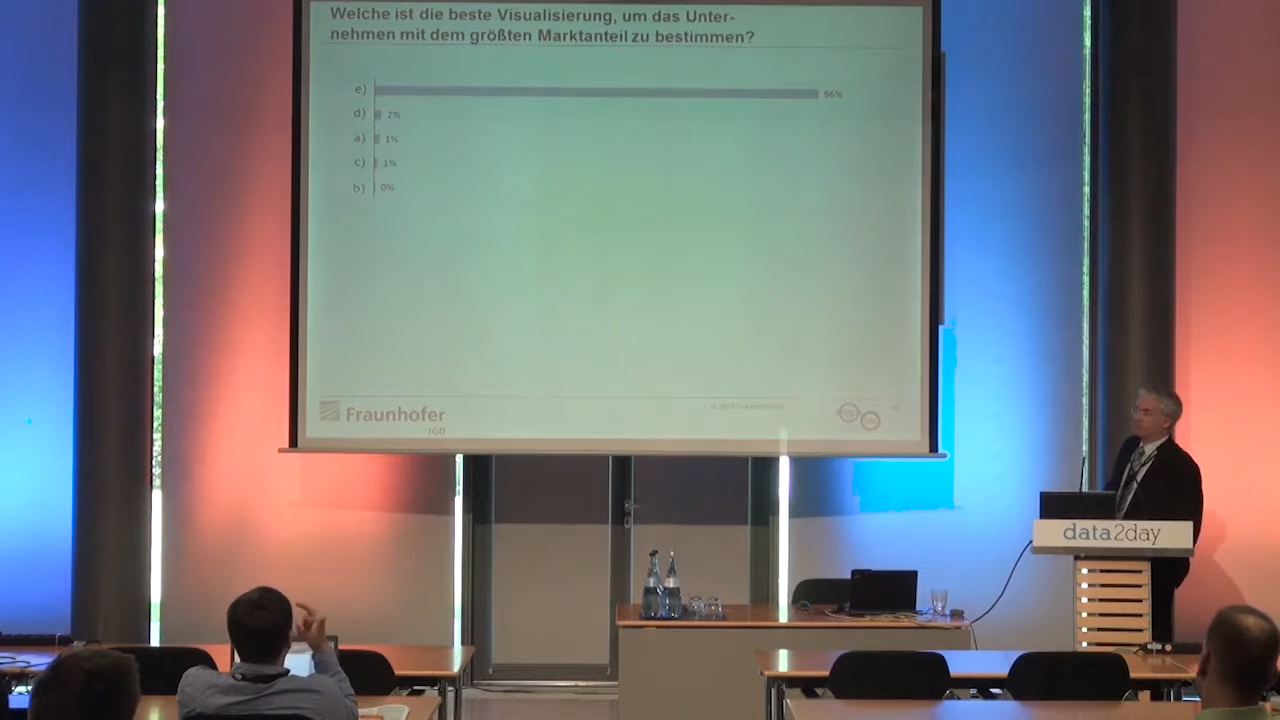 Welche ist die beste Visualisierung, um das Unter-
nehmen mit dem größten Marktanteil zu bestimmen?
e) 96%
d) 2%
a) 1%
c) 1%
b) 0%
Fraunhofer
IGD
data2day